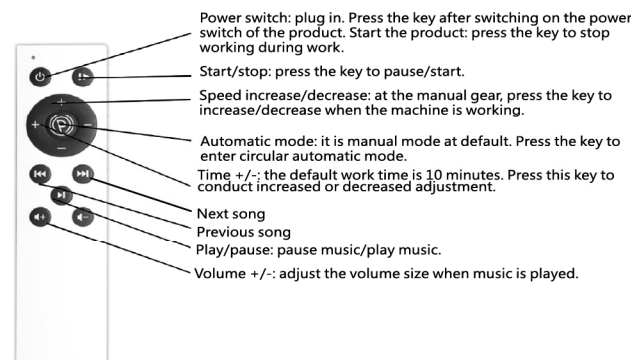 Power switch: plug in. Press the key after switching on the power
switch of the product. Start the product: press the key to stop
working during work.
Start/stop: press the key to pause/start.
Speed increase/decrease: at the manual gear, press the key to
increase/decrease when the machine is working.
Automatic mode: it is manual mode at default. Press the key to
enter circular automatic mode.
Time +/-: the default work time is 10 minutes. Press this key to
conduct increased or decreased adjustment.
Next song
Previous song
Play/pause: pause music/play music.
Volume +/-: adjust the volume size when music is played.